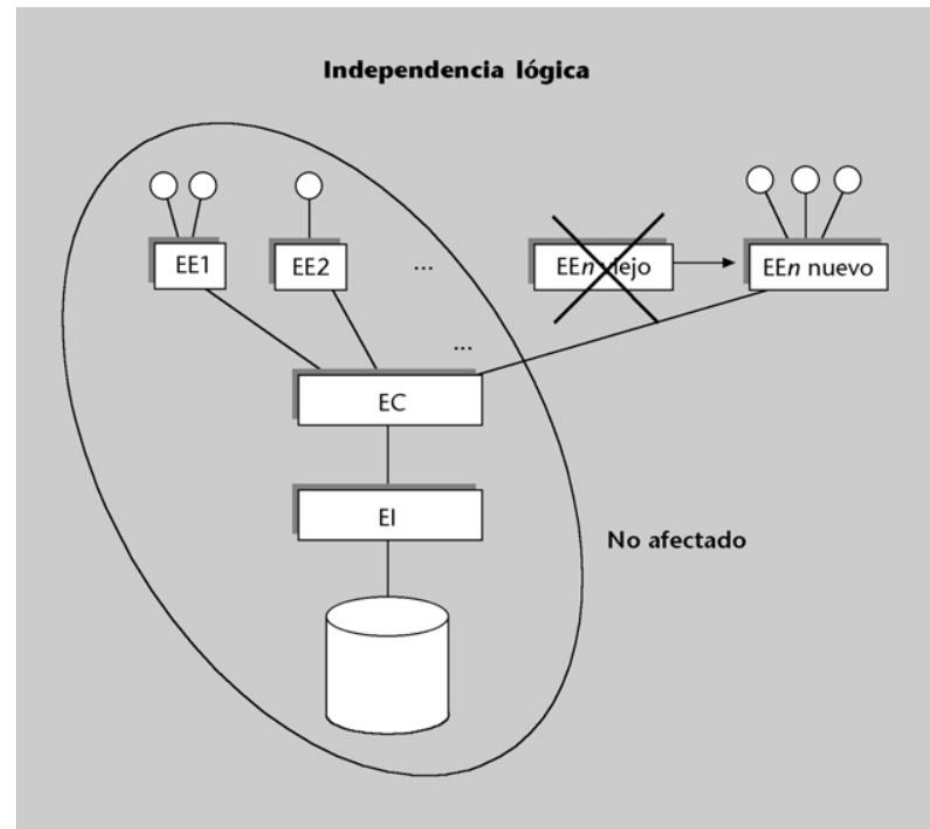 Independencia lógica
EE1
EE2
...
EEn viejo
EEn nuevo
...
EC
EI
No afectado